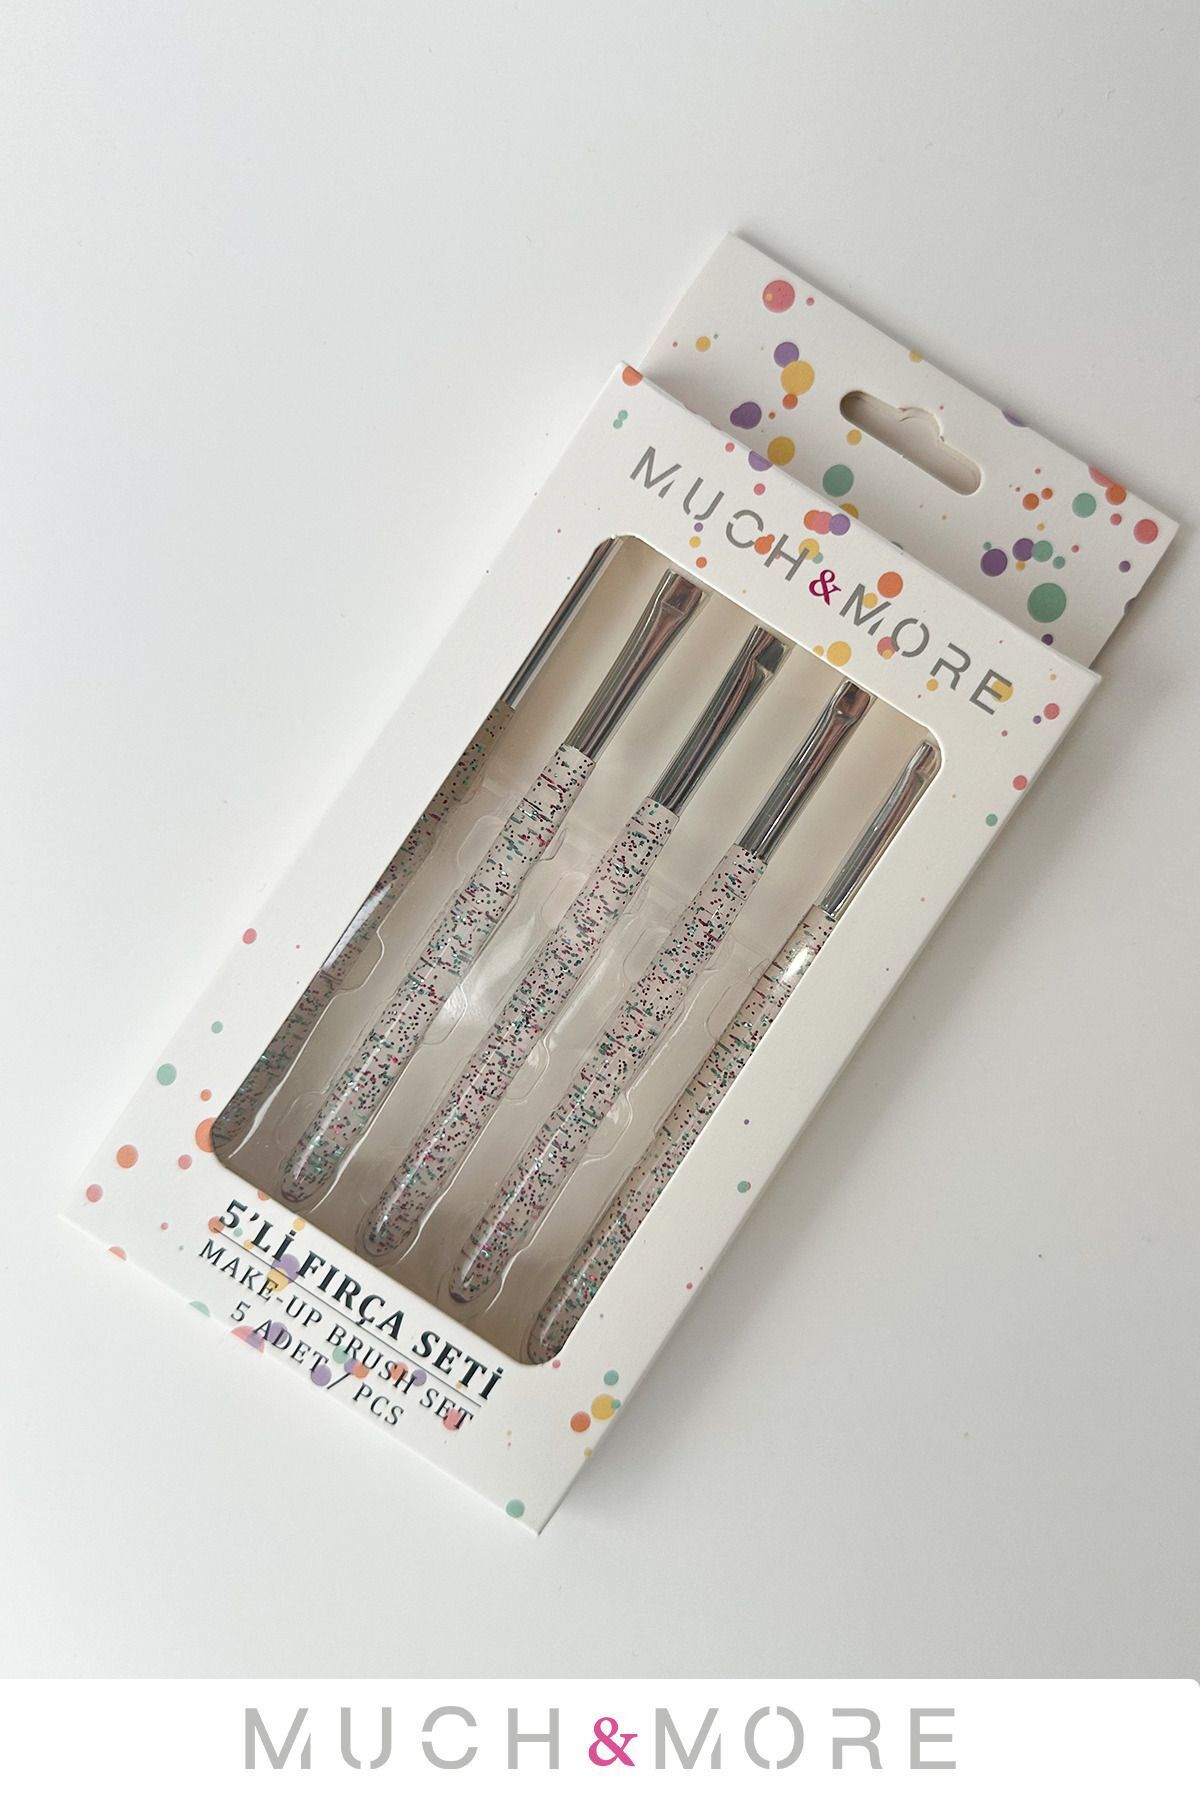 MUCH&MORE
5'Lİ FIRÇA SETİ
MAKE-UP BRUSH SET
5 ADET / PCS
MUCH&MORE